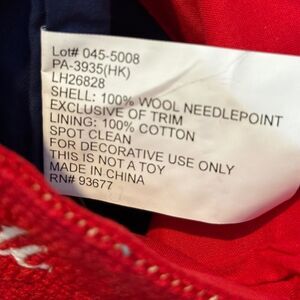 Lot# 045-5008
PA-3935(HK)
LH26828
SHELL: 100% WOOL NEEDLEPOINT
EXCLUSIVE OF TRIM
LINING: 100% COTTON
SPOT CLEAN
FOR DECORATIVE USE ONLY
THIS IS NOT A TOY
MADE IN CHINA
RN# 93677